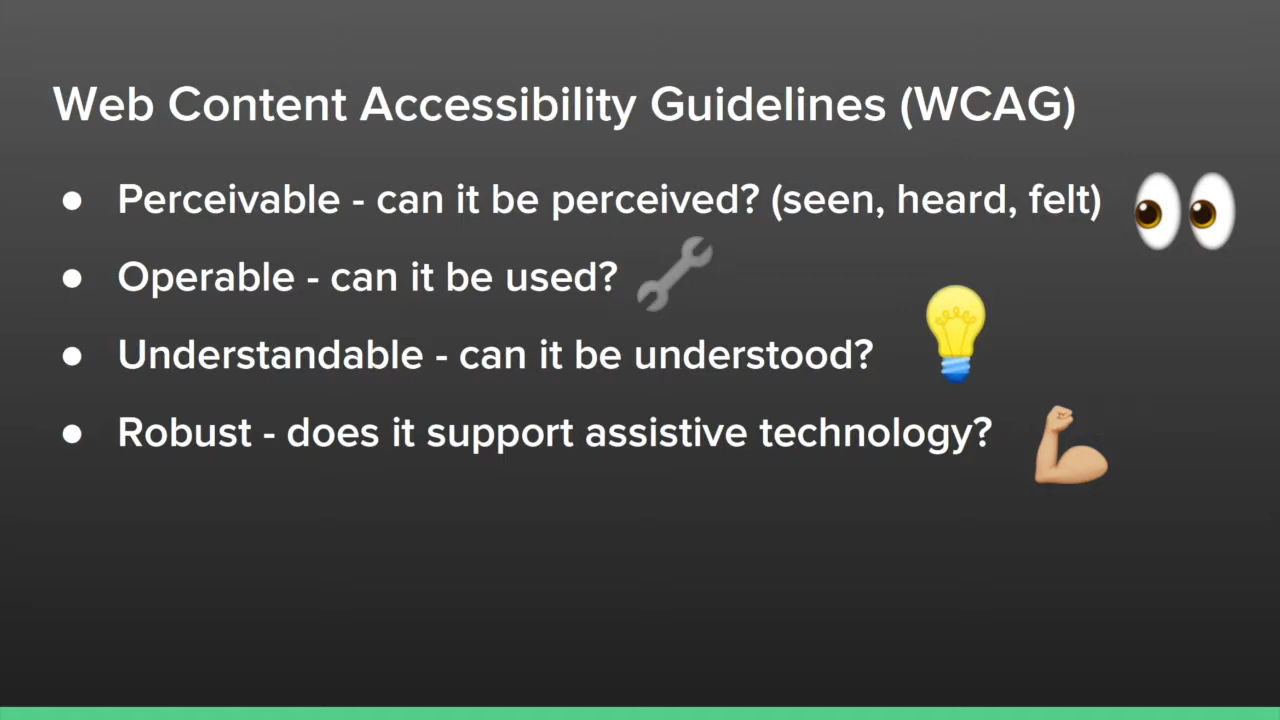 Web Content Accessibility Guidelines (WCAG)
● Perceivable - can it be perceived? (seen, heard, felt)
● Operable - can it be used?
● Understandable - can it be understood?
● Robust - does it support assistive technology?